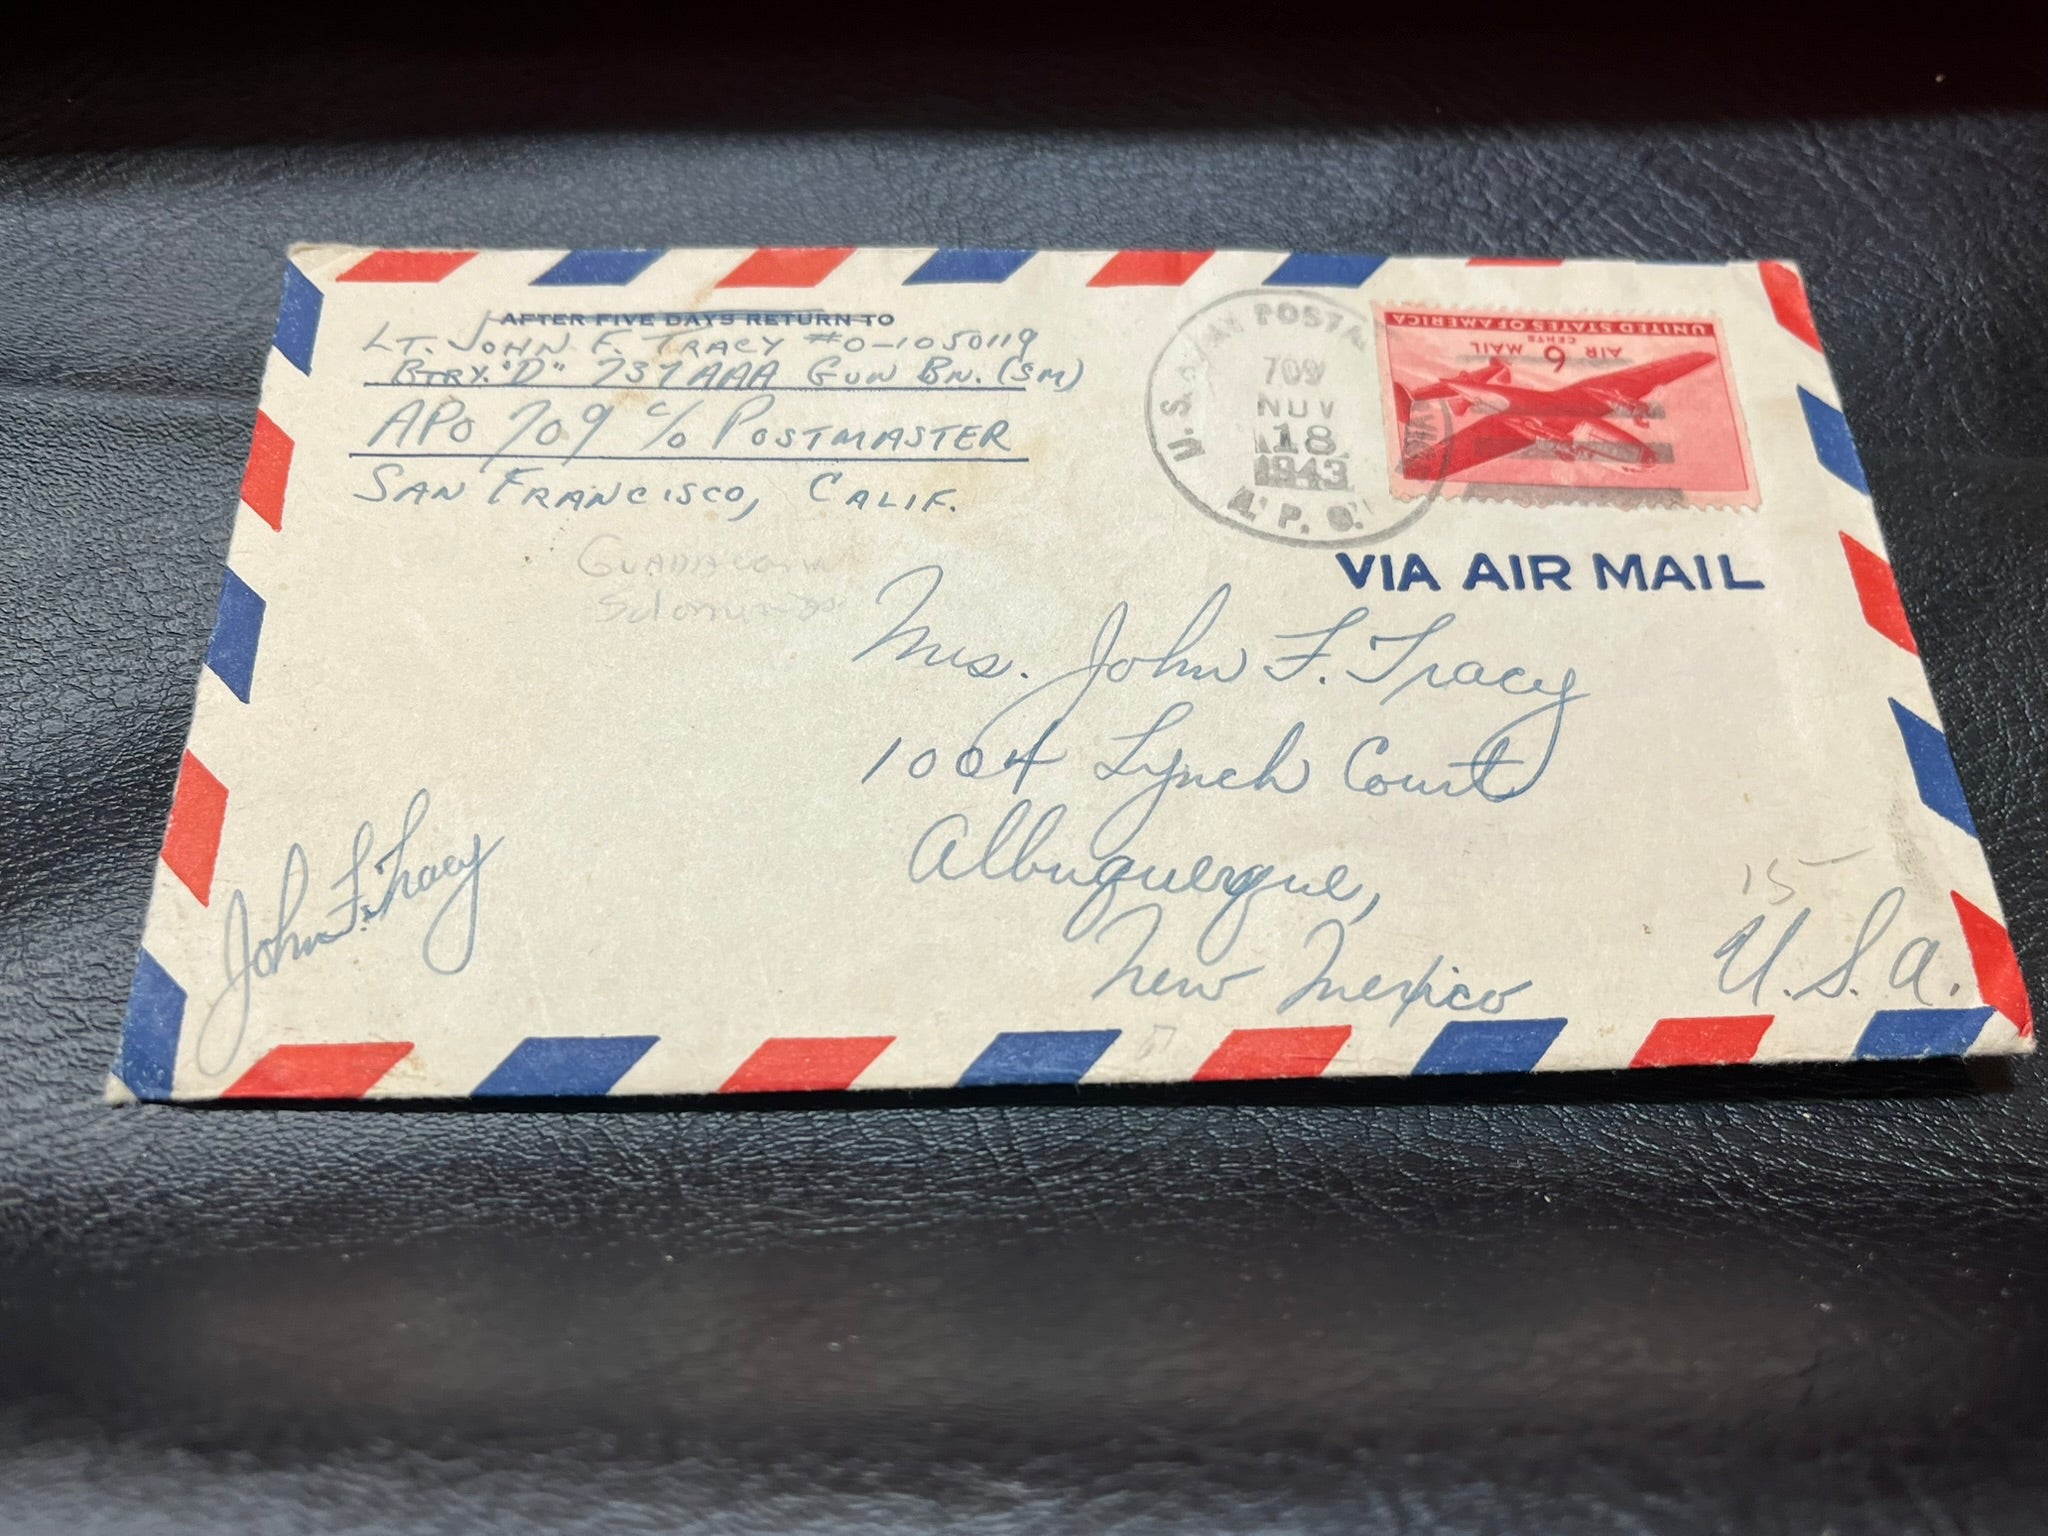 AFTER FIVE DAYS RETURN TO
LT. JOHN F. TRACY #O-1050119
BTRY. "D" 737 AAA GUN BN. (SM)
APO 709 C/O POSTMASTER
SAN FRANCISCO, CALIF.
U.S. POSTAL
709
NOV
18
1943
A.P.O.
UNITED STATES OF AMERICA
AIR 6 MAIL
CENTS
VIA AIR MAIL
Mrs. John F. Tracy
1004 Lynch Court
Albuquerque,
New Mexico
15
U.S.A.
John F. Tracy